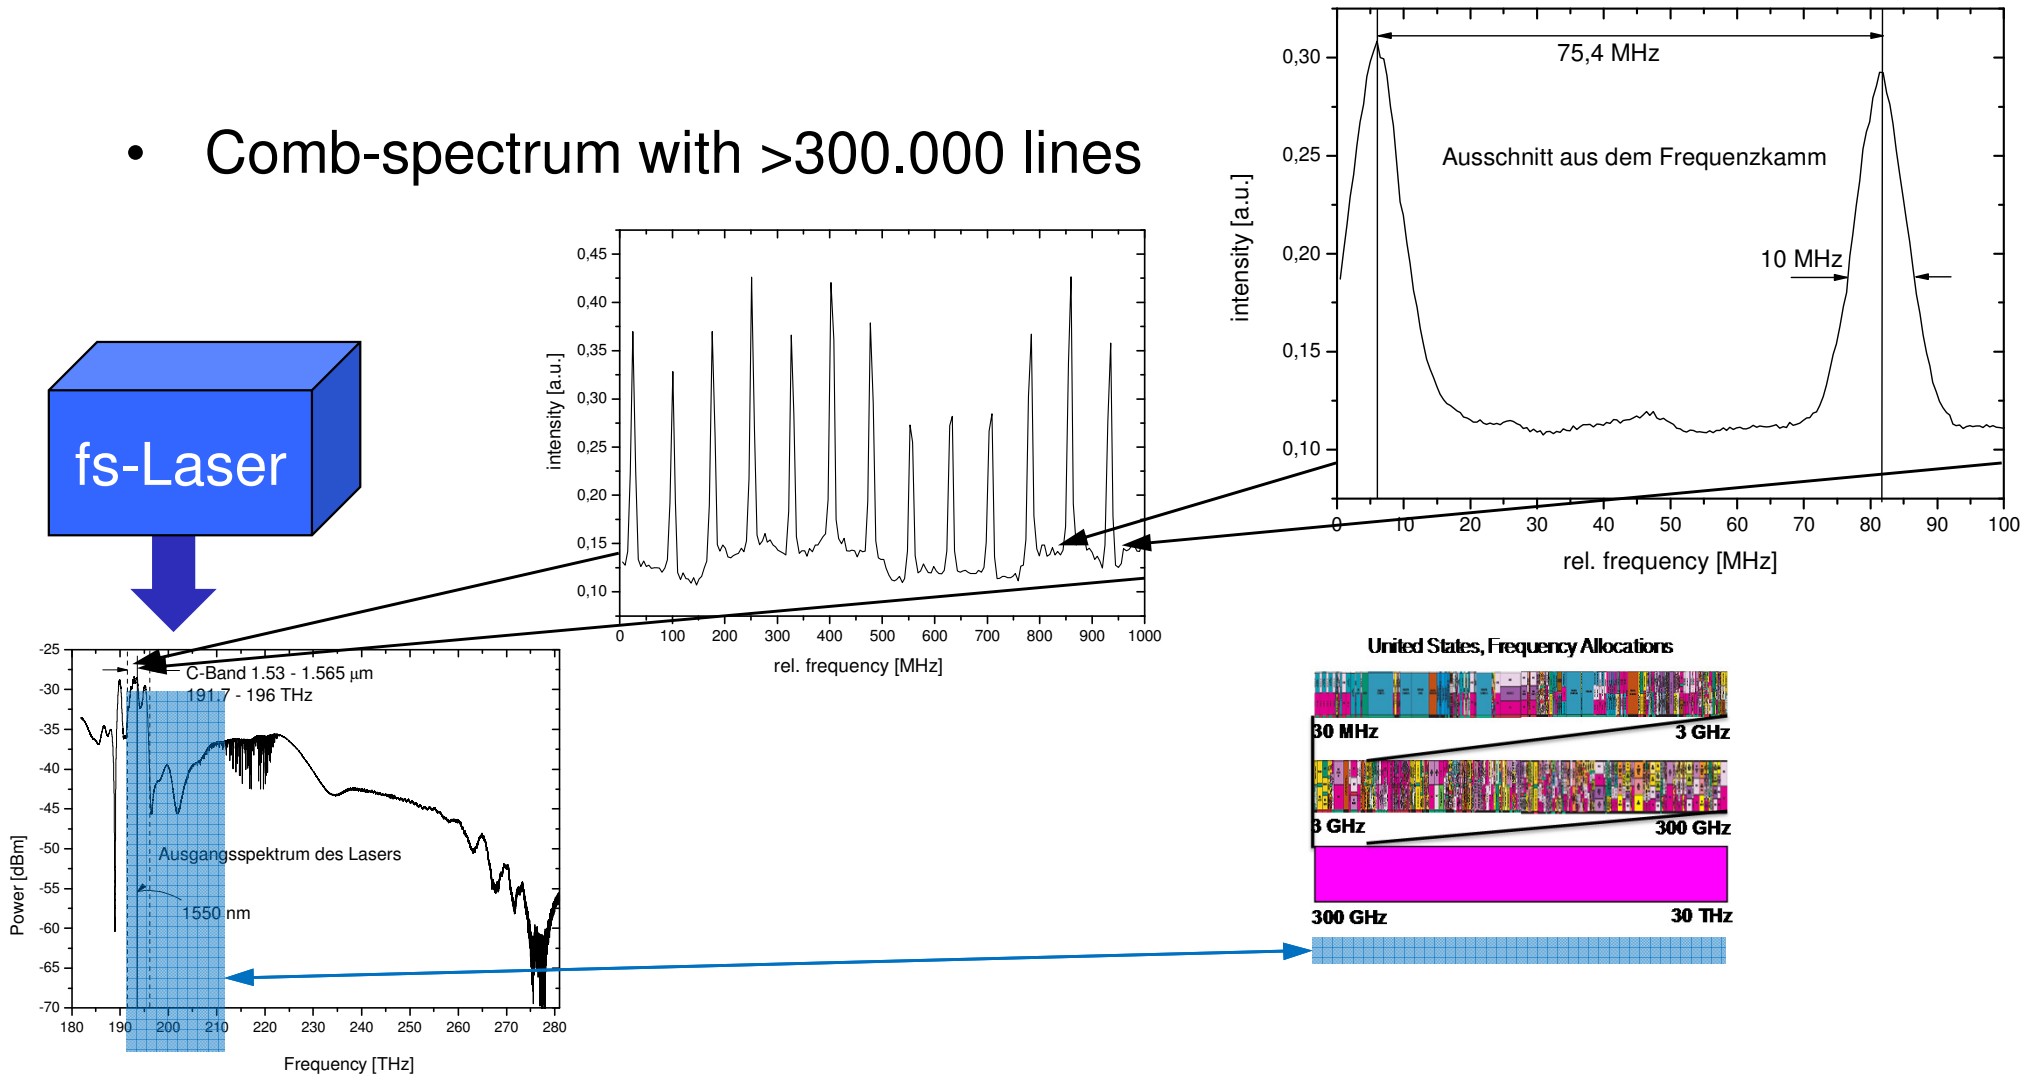 • Comb-spectrum with >300.000 lines
fs-Laser
0,45
0,40
0,35
0,30
0,25
0,20
0,15
0,10
intensity [a.u.]
0 100 200 300 400 500 600 700 800 900 1000
rel. frequency [MHz]
0,30
0,25
0,20
0,15
0,10
intensity [a.u.]
75,4 MHz
Ausschnitt aus dem Frequenzkamm
10 MHz
0 10 20 30 40 50 60 70 80 90 100
rel. frequency [MHz]
-25
-30
-35
-40
-45
-50
-55
-60
-65
-70
Power [dBm]
C-Band 1.53 - 1.565 μm
191.7 - 196 THz
Ausgangsspektrum des Lasers
1550 nm
180 190 200 210 220 230 240 250 260 270 280
Frequency [THz]
United States, Frequency Allocations
30 MHz 3 GHz
3 GHz 300 GHz
300 GHz 30 THz